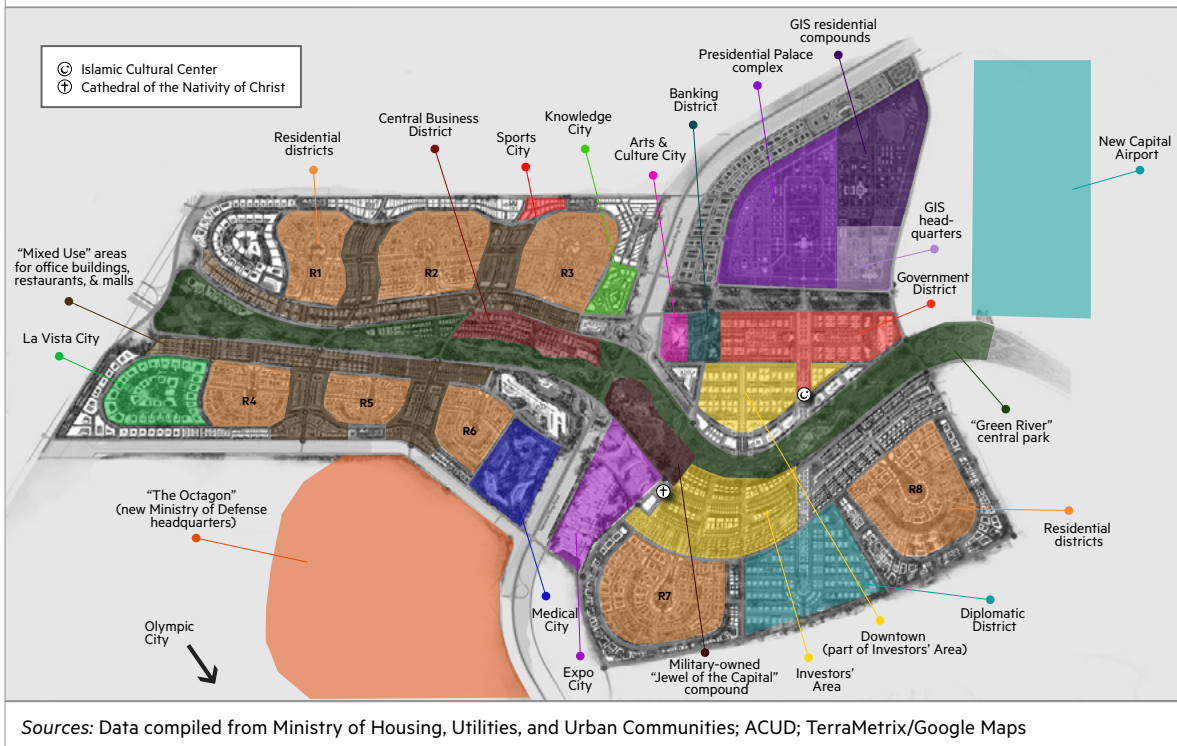 Islamic Cultural Center
Cathedral of the Nativity of Christ
GIS residential
compounds
Presidential Palace
complex
Banking
District
Knowledge
City
Central Business
District
Sports
City
Arts &
Culture City
Residential
districts
New Capital
Airport
GIS
head-
quarters
Government
District
"Mixed Use" areas
for office buildings,
restaurants, & malls
La Vista City
R1
R2
R3
R4
R5
R6
R7
R8
"Green River"
central park
"The Octagon"
(new Ministry of Defense
headquarters)
Residential
districts
Olympic
City
Medical
City
Expo
City
Military-owned
"Jewel of the Capital"
compound
Investors'
Area
Downtown
(part of Investors' Area)
Diplomatic
District
Sources: Data compiled from Ministry of Housing, Utilities, and Urban Communities; ACUD; TerraMetrix/Google Maps